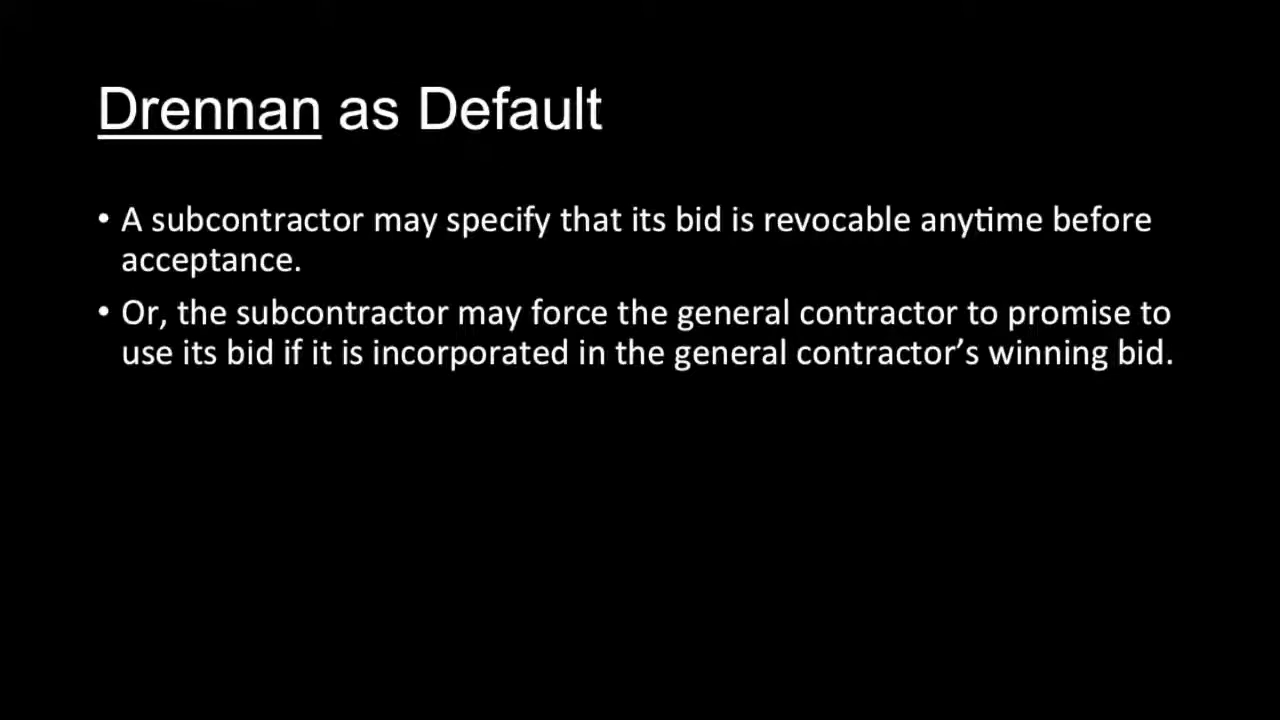 Drennan as Default
• A subcontractor may specify that its bid is revocable anytime before
acceptance.
• Or, the subcontractor may force the general contractor to promise to
use its bid if it is incorporated in the general contractor’s winning bid.